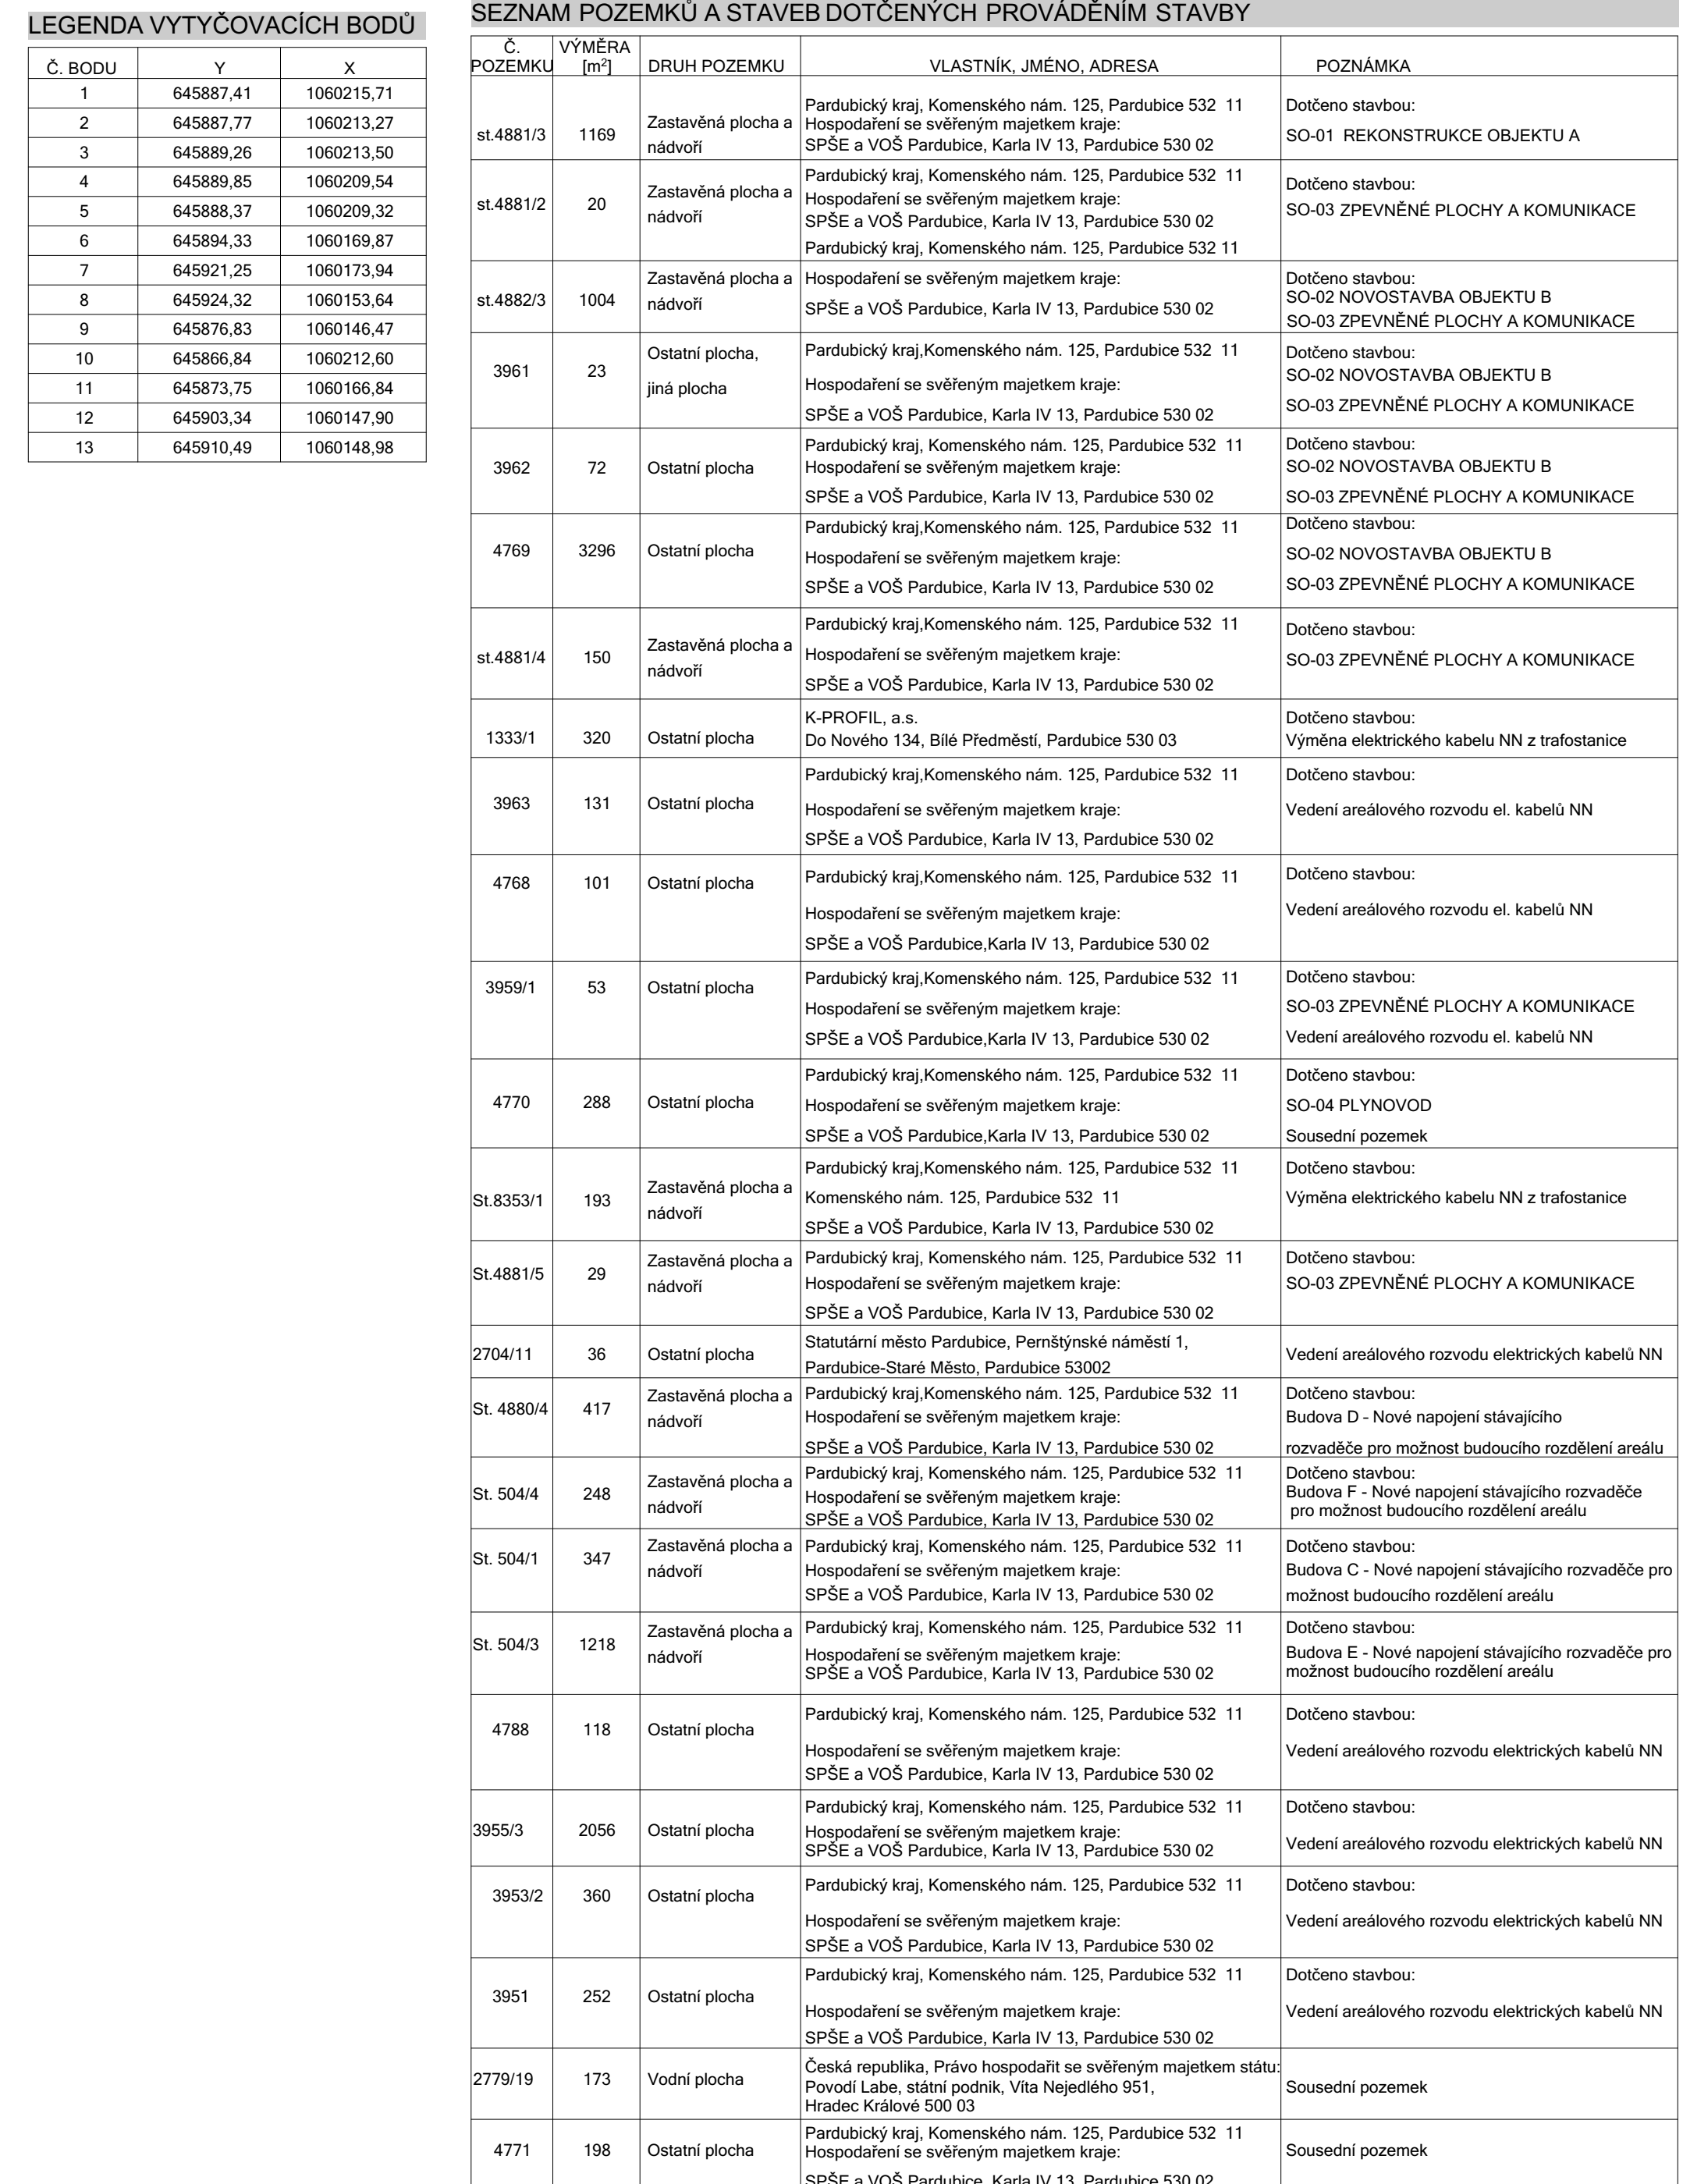 LEGENDA VYTYČOVACÍCH BODŮ
Č. BODU Y X
1 645887,41 1060215,71
2 645887,77 1060213,27
3 645889,26 1060213,50
4 645889,85 1060209,54
5 645888,37 1060209,32
6 645894,33 1060169,87
7 645921,25 1060173,94
8 645924,32 1060153,64
9 645876,83 1060146,47
10 645866,84 1060212,60
11 645873,75 1060166,84
12 645903,34 1060147,90
13 645910,49 1060148,98
SEZNAM POZEMKŮ A STAVEB DOTČENÝCH PROVÁDĚNÍM STAVBY
Č. POZEMKU VÝMĚRA [m²] DRUH POZEMKU VLASTNÍK, JMÉNO, ADRESA POZNÁMKA
st.4881/3 1169 Zastavěná plocha a nádvoří
Pardubický kraj, Komenského nám. 125, Pardubice 532 11
Hospodaření se svěřeným majetkem kraje:
SPŠE a VOŠ Pardubice, Karla IV 13, Pardubice 530 02
Dotčeno stavbou:
SO-01 REKONSTRUKCE OBJEKTU A
st.4881/2 20 Zastavěná plocha a nádvoří
Pardubický kraj, Komenského nám. 125, Pardubice 532 11
Hospodaření se svěřeným majetkem kraje:
SPŠE a VOŠ Pardubice, Karla IV 13, Pardubice 530 02
Pardubický kraj, Komenského nám. 125, Pardubice 532 11
Dotčeno stavbou:
SO-03 ZPEVNĚNÉ PLOCHY A KOMUNIKACE
st.4882/3 1004 Zastavěná plocha a nádvoří
Hospodaření se svěřeným majetkem kraje:
SPŠE a VOŠ Pardubice, Karla IV 13, Pardubice 530 02
Dotčeno stavbou:
SO-02 NOVOSTAVBA OBJEKTU B
SO-03 ZPEVNĚNÉ PLOCHY A KOMUNIKACE
3961 23 Ostatní plocha, jiná plocha
Pardubický kraj,Komenského nám. 125, Pardubice 532 11
Hospodaření se svěřeným majetkem kraje:
SPŠE a VOŠ Pardubice, Karla IV 13, Pardubice 530 02
Dotčeno stavbou:
SO-02 NOVOSTAVBA OBJEKTU B
SO-03 ZPEVNĚNÉ PLOCHY A KOMUNIKACE
3962 72 Ostatní plocha
Pardubický kraj, Komenského nám. 125, Pardubice 532 11
Hospodaření se svěřeným majetkem kraje:
SPŠE a VOŠ Pardubice, Karla IV 13, Pardubice 530 02
Dotčeno stavbou:
SO-02 NOVOSTAVBA OBJEKTU B
SO-03 ZPEVNĚNÉ PLOCHY A KOMUNIKACE
4769 3296 Ostatní plocha
Pardubický kraj,Komenského nám. 125, Pardubice 532 11
Hospodaření se svěřeným majetkem kraje:
SPŠE a VOŠ Pardubice, Karla IV 13, Pardubice 530 02
Dotčeno stavbou:
SO-02 NOVOSTAVBA OBJEKTU B
SO-03 ZPEVNĚNÉ PLOCHY A KOMUNIKACE
st.4881/4 150 Zastavěná plocha a nádvoří
Pardubický kraj,Komenského nám. 125, Pardubice 532 11
Hospodaření se svěřeným majetkem kraje:
SPŠE a VOŠ Pardubice, Karla IV 13, Pardubice 530 02
Dotčeno stavbou:
SO-03 ZPEVNĚNÉ PLOCHY A KOMUNIKACE
1333/1 320 Ostatní plocha
K-PROFIL, a.s.
Do Nového 134, Bílé Předměstí, Pardubice 530 03
Dotčeno stavbou:
Výměna elektrického kabelu NN z trafostanice
3963 131 Ostatní plocha
Pardubický kraj,Komenského nám. 125, Pardubice 532 11
Hospodaření se svěřeným majetkem kraje:
SPŠE a VOŠ Pardubice, Karla IV 13, Pardubice 530 02
Dotčeno stavbou:
Vedení areálového rozvodu el. kabelů NN
4768 101 Ostatní plocha
Pardubický kraj,Komenského nám. 125, Pardubice 532 11
Hospodaření se svěřeným majetkem kraje:
SPŠE a VOŠ Pardubice,Karla IV 13, Pardubice 530 02
Dotčeno stavbou:
Vedení areálového rozvodu el. kabelů NN
3959/1 53 Ostatní plocha
Pardubický kraj,Komenského nám. 125, Pardubice 532 11
Hospodaření se svěřeným majetkem kraje:
SPŠE a VOŠ Pardubice,Karla IV 13, Pardubice 530 02
Dotčeno stavbou:
SO-03 ZPEVNĚNÉ PLOCHY A KOMUNIKACE
Vedení areálového rozvodu el. kabelů NN
4770 288 Ostatní plocha
Pardubický kraj,Komenského nám. 125, Pardubice 532 11
Hospodaření se svěřeným majetkem kraje:
SPŠE a VOŠ Pardubice,Karla IV 13, Pardubice 530 02
Dotčeno stavbou:
SO-04 PLYNOVOD
Sousední pozemek
St.8353/1 193 Zastavěná plocha a nádvoří
Pardubický kraj,Komenského nám. 125, Pardubice 532 11
Komenského nám. 125, Pardubice 532 11
SPŠE a VOŠ Pardubice, Karla IV 13, Pardubice 530 02
Dotčeno stavbou:
Výměna elektrického kabelu NN z trafostanice
St.4881/5 29 Zastavěná plocha a nádvoří
Pardubický kraj, Komenského nám. 125, Pardubice 532 11
Hospodaření se svěřeným majetkem kraje:
SPŠE a VOŠ Pardubice, Karla IV 13, Pardubice 530 02
Dotčeno stavbou:
SO-03 ZPEVNĚNÉ PLOCHY A KOMUNIKACE
2704/11 36 Ostatní plocha
Statutární město Pardubice, Pernštýnské náměstí 1,
Pardubice-Staré Město, Pardubice 53002
Vedení areálového rozvodu elektrických kabelů NN
St. 4880/4 417 Zastavěná plocha a nádvoří
Pardubický kraj,Komenského nám. 125, Pardubice 532 11
Hospodaření se svěřeným majetkem kraje:
SPŠE a VOŠ Pardubice, Karla IV 13, Pardubice 530 02
Dotčeno stavbou:
Budova D - Nové napojení stávajícího
rozvaděče pro možnost budoucího rozdělení areálu
St. 504/4 248 Zastavěná plocha a nádvoří
Pardubický kraj, Komenského nám. 125, Pardubice 532 11
Hospodaření se svěřeným majetkem kraje:
SPŠE a VOŠ Pardubice, Karla IV 13, Pardubice 530 02
Dotčeno stavbou:
Budova F - Nové napojení stávajícího rozvaděče
pro možnost budoucího rozdělení areálu
St. 504/1 347 Zastavěná plocha a nádvoří
Pardubický kraj, Komenského nám. 125, Pardubice 532 11
Hospodaření se svěřeným majetkem kraje:
SPŠE a VOŠ Pardubice, Karla IV 13, Pardubice 530 02
Dotčeno stavbou:
Budova C - Nové napojení stávajícího rozvaděče pro
možnost budoucího rozdělení areálu
St. 504/3 1218 Zastavěná plocha a nádvoří
Pardubický kraj, Komenského nám. 125, Pardubice 532 11
Hospodaření se svěřeným majetkem kraje:
SPŠE a VOŠ Pardubice, Karla IV 13, Pardubice 530 02
Dotčeno stavbou:
Budova E - Nové napojení stávajícího rozvaděče pro
možnost budoucího rozdělení areálu
4788 118 Ostatní plocha
Pardubický kraj, Komenského nám. 125, Pardubice 532 11
Hospodaření se svěřeným majetkem kraje:
SPŠE a VOŠ Pardubice, Karla IV 13, Pardubice 530 02
Dotčeno stavbou:
Vedení areálového rozvodu elektrických kabelů NN
3955/3 2056 Ostatní plocha
Pardubický kraj, Komenského nám. 125, Pardubice 532 11
Hospodaření se svěřeným majetkem kraje:
SPŠE a VOŠ Pardubice, Karla IV 13, Pardubice 530 02
Dotčeno stavbou:
Vedení areálového rozvodu elektrických kabelů NN
3953/2 360 Ostatní plocha
Pardubický kraj, Komenského nám. 125, Pardubice 532 11
Hospodaření se svěřeným majetkem kraje:
SPŠE a VOŠ Pardubice, Karla IV 13, Pardubice 530 02
Dotčeno stavbou:
Vedení areálového rozvodu elektrických kabelů NN
3951 252 Ostatní plocha
Pardubický kraj, Komenského nám. 125, Pardubice 532 11
Hospodaření se svěřeným majetkem kraje:
SPŠE a VOŠ Pardubice, Karla IV 13, Pardubice 530 02
Dotčeno stavbou:
Vedení areálového rozvodu elektrických kabelů NN
2779/19 173 Vodní plocha
Česká republika, Právo hospodařit se svěřeným majetkem státu:
Povodí Labe, státní podnik, Víta Nejedlého 951,
Hradec Králové 500 03
Sousední pozemek
4771 198 Ostatní plocha
Pardubický kraj, Komenského nám. 125, Pardubice 532 11
Hospodaření se svěřeným majetkem kraje:
SPŠE a VOŠ Pardubice, Karla IV 13, Pardubice 530 02
Sousední pozemek